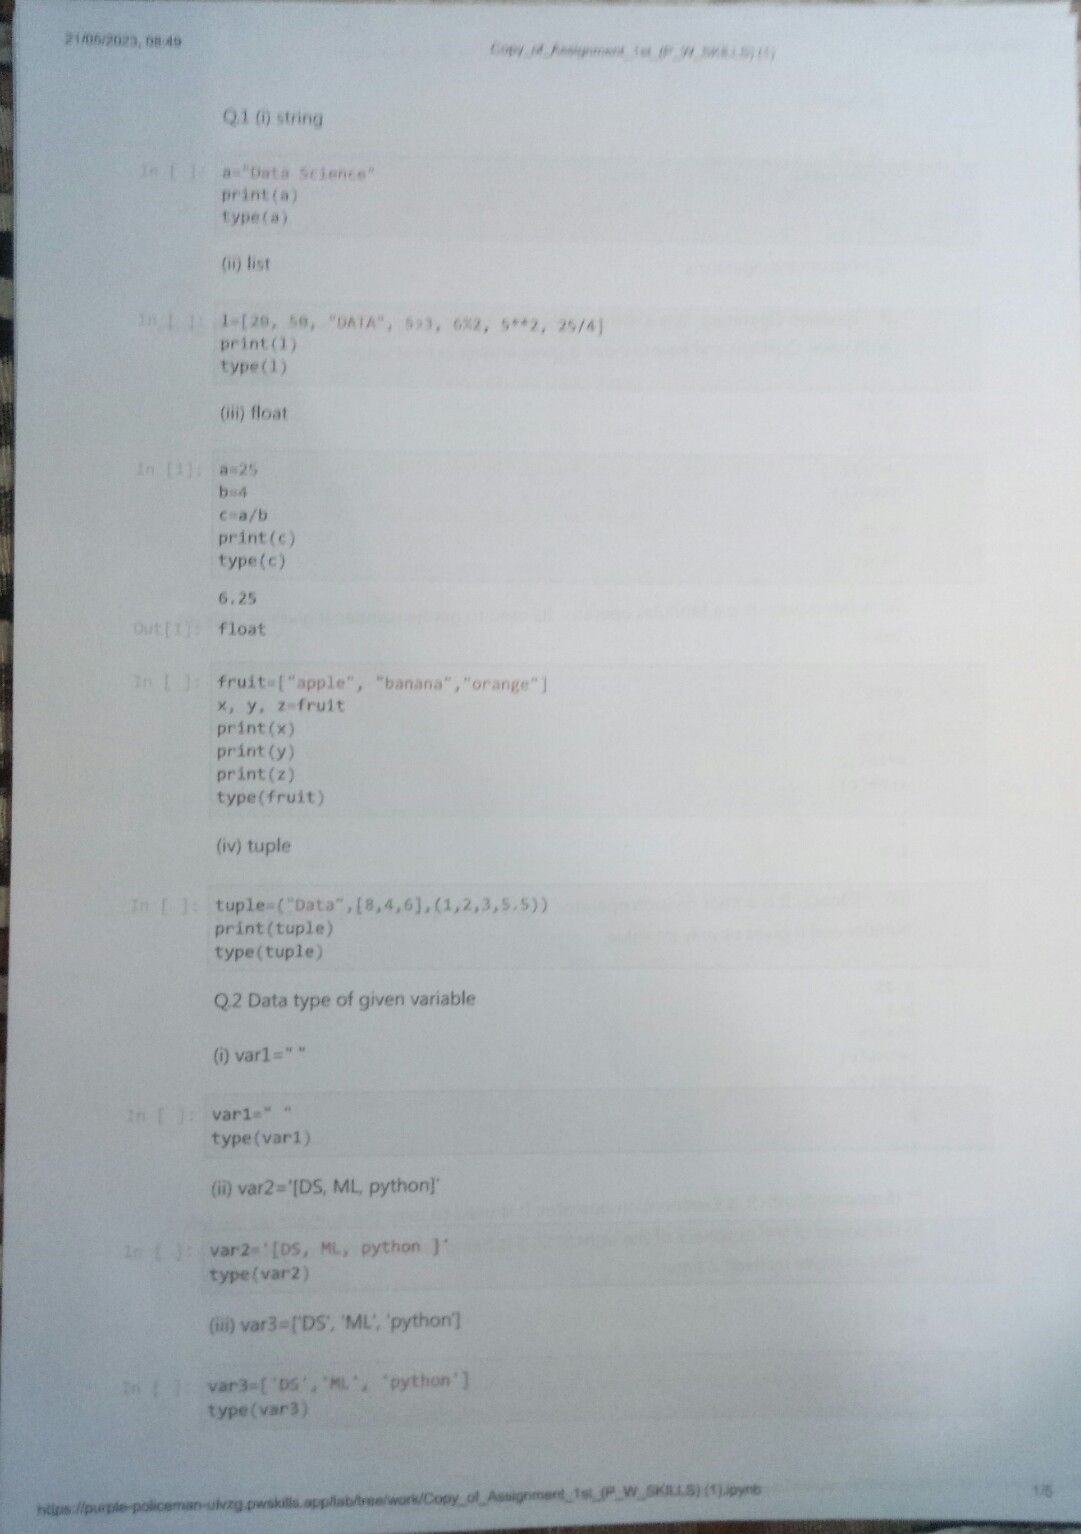 21/06/2023, 08:49
Copy_of_Assignment_1st_(P_W_SKILLS) (1)
Q.1 (i) string
In [ ]: a="Data Science"
print(a)
type(a)
(ii) list
In [ ]: l=[20, 50, "DATA", 5>3, 6%2, 5**2, 25/4]
print(l)
type(l)
(iii) float
In [1]: a=25
b=4
c=a/b
print(c)
type(c)
6.25
Out[1]: float
In [ ]: fruit=["apple", "banana","orange"]
x, y, z=fruit
print(x)
print(y)
print(z)
type(fruit)
(iv) tuple
In [ ]: tuple=("Data",[8,4,6],(1,2,3,5.5))
print(tuple)
type(tuple)
Q.2 Data type of given variable
(i) var1=" "
In [ ]: var1=" "
type(var1)
(ii) var2='[DS, ML, python]'
In [ ]: var2='[DS, ML, python ]'
type(var2)
(iii) var3=['DS', 'ML', 'python']
In [ ]: var3=['DS','ML', 'python']
type(var3)
https://purple-policeman-ulvzg.pwskills.app/lab/tree/work/Copy_of_Assignment_1st_(P_W_SKILLS) (1).ipynb
1/5